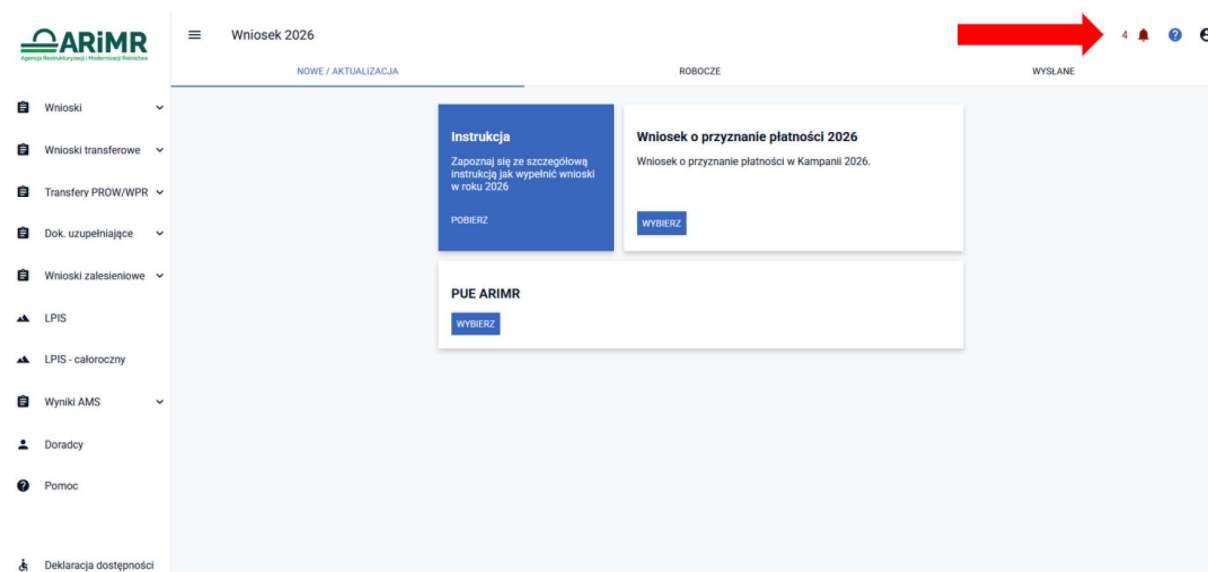 ARiMR
Agencja Restrukturyzacji i Modernizacji Rolnictwa
Wniosek 2026
4
NOWE / AKTUALIZACJA
ROBOCZE
WYSŁANE
Wnioski
Wnioski transferowe
Transfery PROW/WPR
Dok. uzupełniające
Wnioski zalesieniowe
LPIS
LPIS - całoroczny
Wyniki AMS
Doradcy
Pomoc
Deklaracja dostępności
Instrukcja
Zapoznaj się ze szczegółową
instrukcją jak wypełnić wnioski
w roku 2026
POBIERZ
Wniosek o przyznanie płatności 2026
Wniosek o przyznanie płatności w Kampanii 2026.
WYBIERZ
PUE ARIMR
WYBIERZ